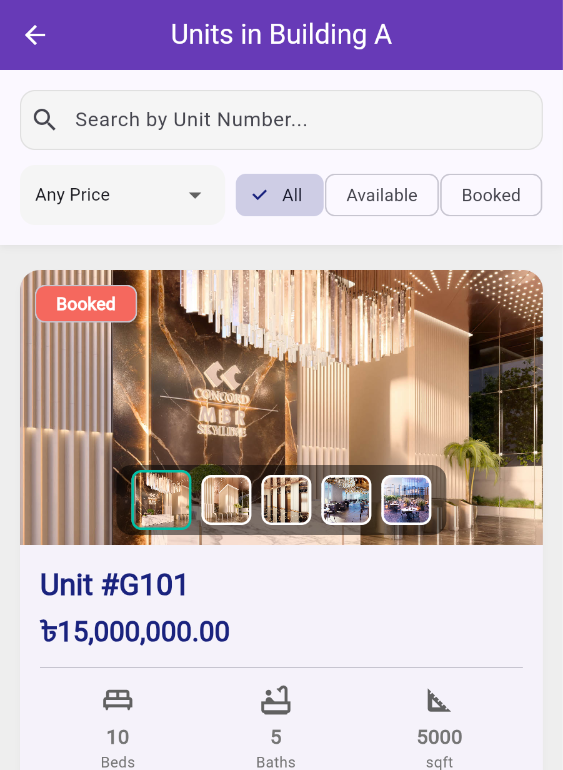 Units in Building A
Search by Unit Number...
Any Price
All
Available
Booked
Booked
CONCORD
MBR
SKYLINE
Unit #G101
৳15,000,000.00
10
5
5000
Beds
Baths
sqft